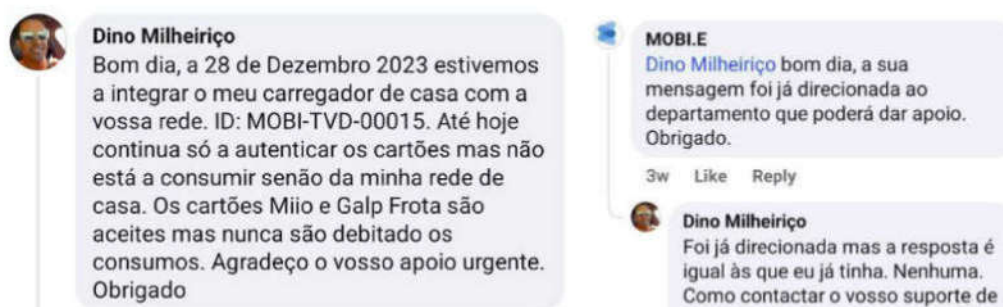 Dino Milheiriço
Bom dia, a 28 de Dezembro 2023 estivemos
a integrar o meu carregador de casa com a
vossa rede. ID: MOBI-TVD-00015. Até hoje
continua só a autenticar os cartões mas não
está a consumir senão da minha rede de
casa. Os cartões Miio e Galp Frota são
aceites mas nunca são debitado os
consumos. Agradeço o vosso apoio urgente.
Obrigado
MOBI.E
Dino Milheiriço bom dia, a sua
mensagem foi já direcionada ao
departamento que poderá dar apoio.
Obrigado.
3w Like Reply
Dino Milheiriço
Foi já direcionada mas a resposta é
igual às que eu já tinha. Nenhuma.
Como contactar o vosso suporte de